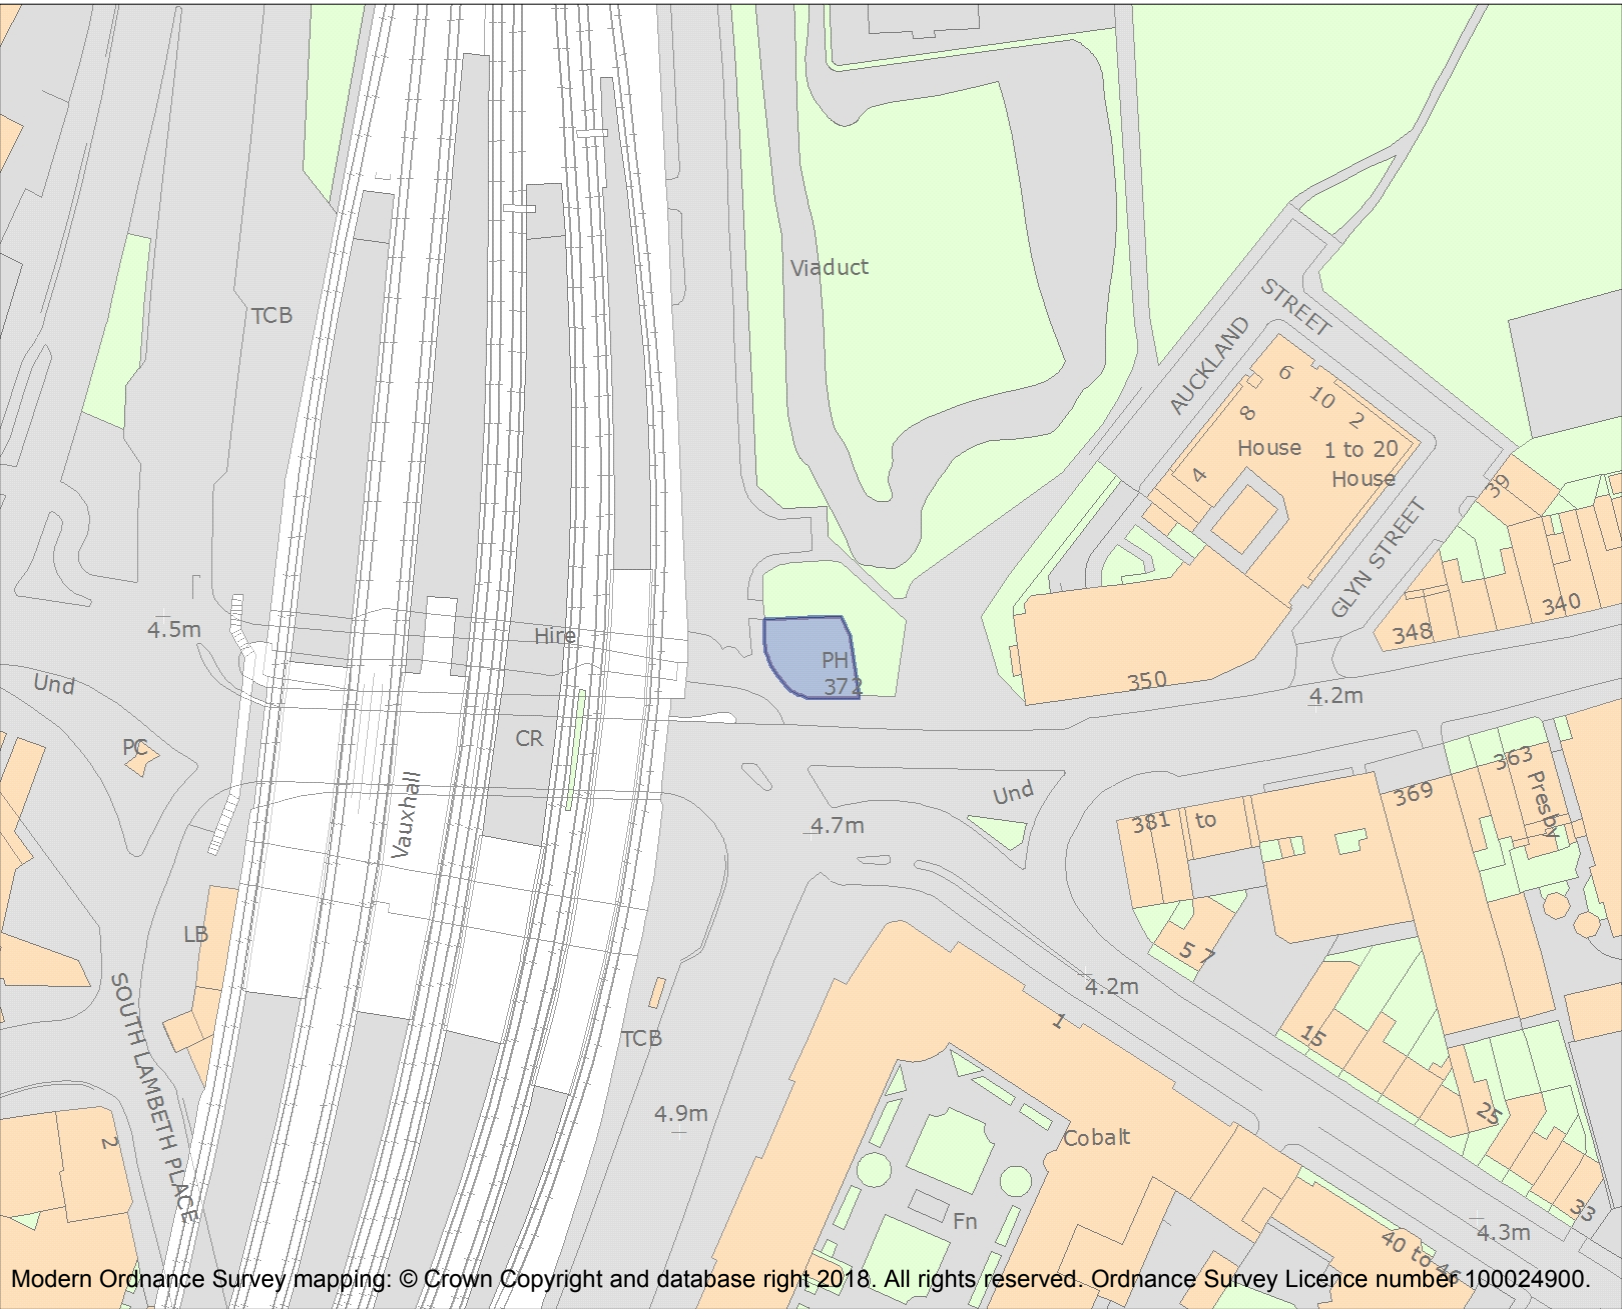 TCB
Viaduct
STREET
AUCKLAND
6
10
2
8
House
1 to 20
House
4
39
GLYN STREET
340
348
4.5m
Hire
PH
372
350
4.2m
Und
PC
CR
Vauxhall
Und
4.7m
363
369
Presby
381 to
LB
5 7
4.2m
1
15
SOUTH LAMBETH PLACE
TCB
4.9m
25
2
Cobalt
33
Fn
4.3m
40 to 46
Modern Ordnance Survey mapping: © Crown Copyright and database right 2018. All rights reserved. Ordnance Survey Licence number 100024900.